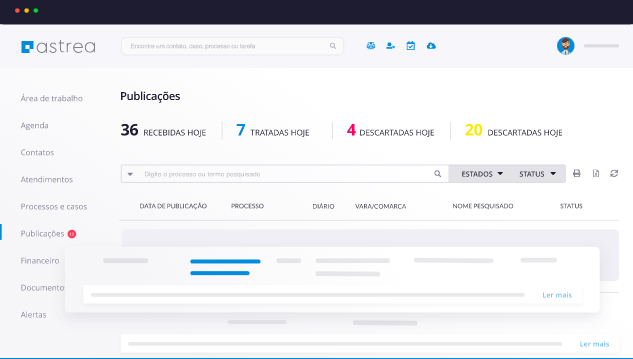 astrea
Encontre um contato, caso, processo ou tarefa
Área de trabalho
Agenda
Contatos
Atendimentos
Processos e casos
Publicações
Financeiro
Documento
Alertas
Publicações
36 RECEBIDAS HOJE
7 TRATADAS HOJE
4 DESCARTADAS HOJE
20 DESCARTADAS HOJE
Digite o processo ou termo pesquisado
ESTADOS
STATUS
DATA DE PUBLICAÇÃO PROCESSO DIÁRIO VARA/COMARCA NOME PESQUISADO STATUS
Ler mais
Ler mais